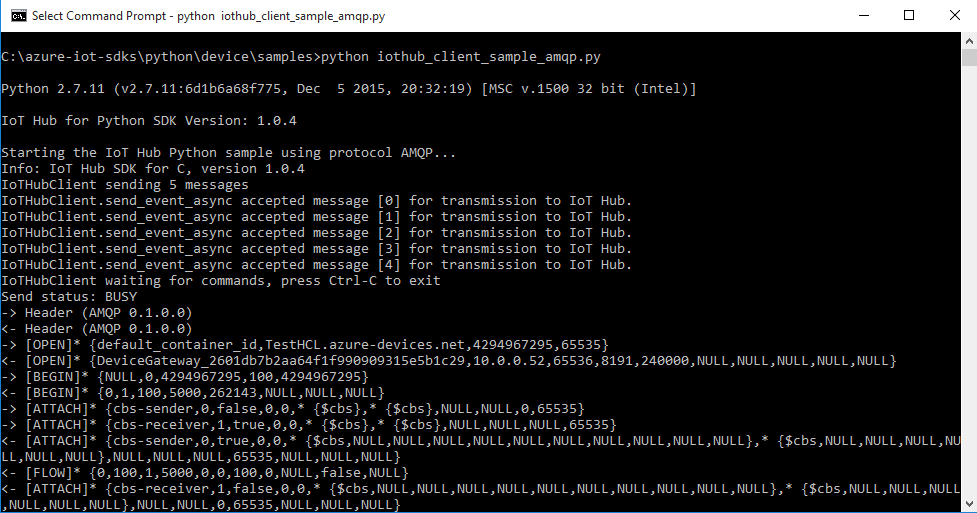 Select Command Prompt - python  iothub_client_sample_amqp.py
C:\azure-iot-sdks\python\device\samples>python iothub_client_sample_amqp.py
Python 2.7.11 (v2.7.11:6d1b6a68f775, Dec  5 2015, 20:32:19) [MSC v.1500 32 bit (Intel)]
IoT Hub for Python SDK Version: 1.0.4
Starting the IoT Hub Python sample using protocol AMQP...
Info: IoT Hub SDK for C, version 1.0.4
IoTHubClient sending 5 messages
IoTHubClient.send_event_async accepted message [0] for transmission to IoT Hub.
IoTHubClient.send_event_async accepted message [1] for transmission to IoT Hub.
IoTHubClient.send_event_async accepted message [2] for transmission to IoT Hub.
IoTHubClient.send_event_async accepted message [3] for transmission to IoT Hub.
IoTHubClient.send_event_async accepted message [4] for transmission to IoT Hub.
IoTHubClient waiting for commands, press Ctrl-C to exit
Send status: BUSY
-> Header (AMQP 0.1.0.0)
<- Header (AMQP 0.1.0.0)
-> [OPEN]* {default_container_id,TestHCL.azure-devices.net,4294967295,65535}
<- [OPEN]* {DeviceGateway_2601db7b2aa64f1f990909315e5b1c29,10.0.0.52,65536,8191,240000,NULL,NULL,NULL,NULL,NULL}
-> [BEGIN]* {NULL,0,4294967295,100,4294967295}
<- [BEGIN]* {0,1,100,5000,262143,NULL,NULL,NULL}
-> [ATTACH]* {cbs-sender,0,false,0,0,* {$cbs},* {$cbs},NULL,NULL,0,65535}
-> [ATTACH]* {cbs-receiver,1,true,0,0,* {$cbs},* {$cbs},NULL,NULL,NULL,65535}
<- [ATTACH]* {cbs-sender,0,true,0,0,* {$cbs,NULL,NULL,NULL,NULL,NULL,NULL,NULL,NULL,NULL,NULL},* {$cbs,NULL,NULL,NULL,NU
LL,NULL,NULL},NULL,NULL,NULL,65535,NULL,NULL,NULL}
<- [FLOW]* {0,100,1,5000,0,0,100,0,NULL,false,NULL}
<- [ATTACH]* {cbs-receiver,1,false,0,0,* {$cbs,NULL,NULL,NULL,NULL,NULL,NULL,NULL,NULL,NULL,NULL},* {$cbs,NULL,NULL,NULL
,NULL,NULL,NULL},NULL,NULL,0,65535,NULL,NULL,NULL}